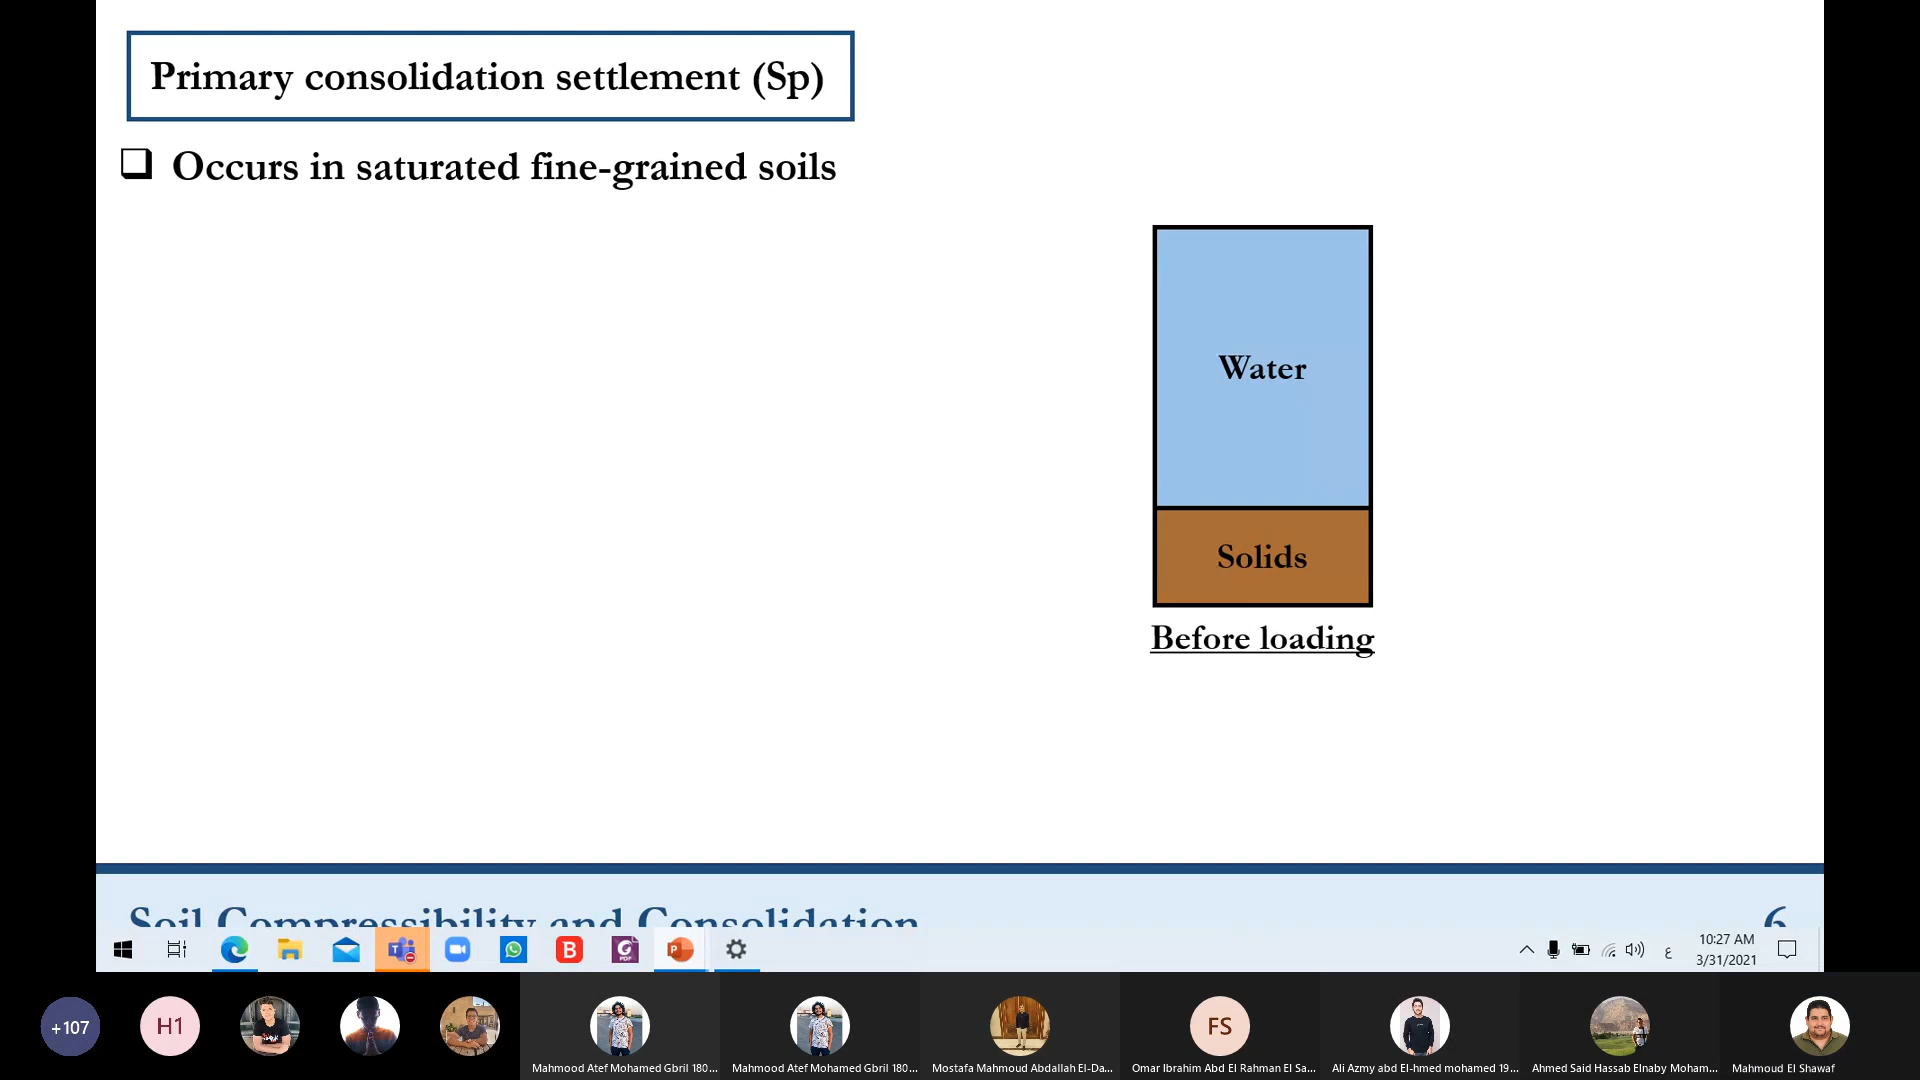 Primary consolidation settlement (Sp)
Occurs in saturated fine-grained soils
Water
Solids
Before loading
Soil Compressibility and Consolidation
6
10:27 AM
3/31/2021
ع
+107
H1
FS
Mahmood Atef Mohamed Gbril 180...
Mahmood Atef Mohamed Gbril 180...
Mostafa Mahmoud Abdallah El-Da...
Omar Ibrahim Abd El Rahman El Sa...
Ali Azmy abd El-hmed mohamed 19...
Ahmed Said Hassab Elnaby Moham...
Mahmoud El Shawaf